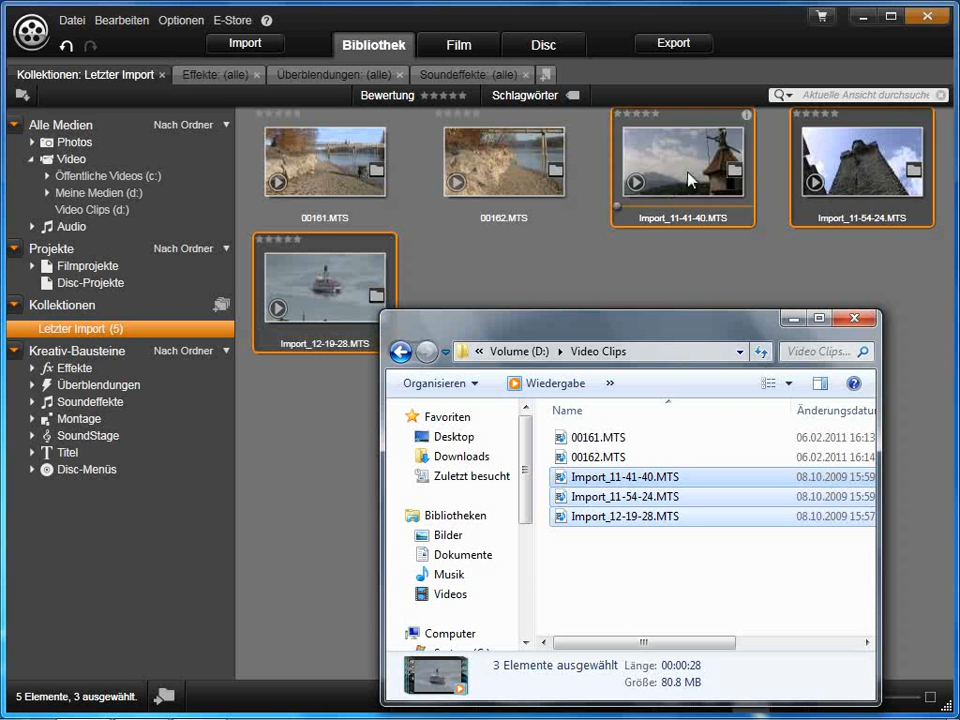 Datei Bearbeiten Optionen E-Store ?
Import Bibliothek Film Disc Export
Kollektionen: Letzter Import × Effekte: (alle) × Überblendungen: (alle) × Soundeffekte: (alle) ×
Bewertung Schlagwörter Aktuelle Ansicht durchsuche
Alle Medien Nach Ordner
Photos
Video
Öffentliche Videos (c:)
Meine Medien (d:)
Video Clips (d:)
Audio
Projekte Nach Ordner
Filmprojekte
Disc-Projekte
Kollektionen
Letzter Import (5)
Kreativ-Bausteine Nach Ordner
fx Effekte
Überblendungen
Soundeffekte
Montage
SoundStage
T Titel
Disc-Menüs
00161.MTS 00162.MTS Import_11-41-40.MTS Import_11-54-24.MTS
Import_12-19-28.MTS
« Volume (D:) Video Clips Video Clips...
Organisieren Wiedergabe » ?
Favoriten
Desktop
Downloads
Zuletzt besucht
Bibliotheken
Bilder
Dokumente
Musik
Videos
Computer
Name Änderungsdatu
00161.MTS 06.02.2011 16:13
00162.MTS 06.02.2011 16:14
Import_11-41-40.MTS 08.10.2009 15:59
Import_11-54-24.MTS 08.10.2009 15:59
Import_12-19-28.MTS 08.10.2009 15:57
3 Elemente ausgewählt Länge: 00:00:28
Größe: 80.8 MB
5 Elemente, 3 ausgewählt.